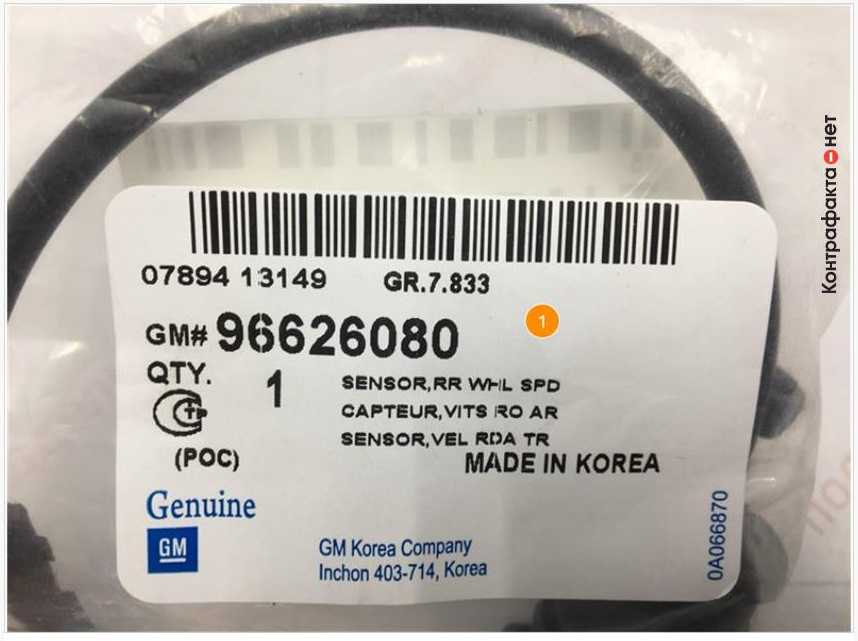 07894 13149 GR.7.833
GM# 96626080
1
QTY. 1
SENSOR,RR WHL SPD
CAPTEUR,VITS RO AR
SENSOR,VEL RDA TR
(РОС)
MADE IN KOREA
Genuine
GM
GM Korea Company
Inchon 403-714, Korea
0A066870
Контрафакта нет